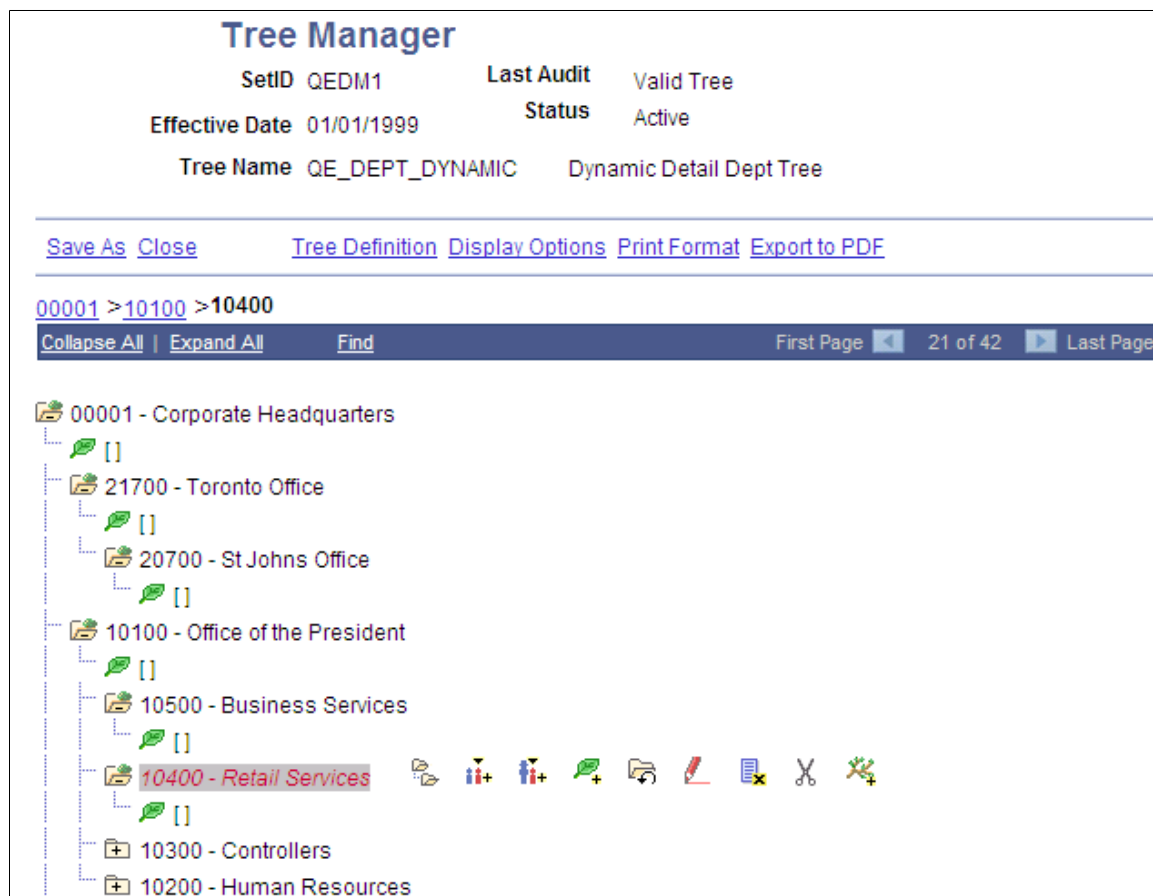 Tree Manager
SetID QEDM1 Last Audit Valid Tree
Effective Date 01/01/1999 Status Active
Tree Name QE_DEPT_DYNAMIC Dynamic Detail Dept Tree
Save As Close Tree Definition Display Options Print Format Export to PDF
00001 >10100 >10400
Collapse All | Expand All Find First Page 21 of 42 Last Page
00001 - Corporate Headquarters
[]
21700 - Toronto Office
[]
20700 - St Johns Office
[]
10100 - Office of the President
[]
10500 - Business Services
[]
10400 - Retail Services
[]
10300 - Controllers
10200 - Human Resources